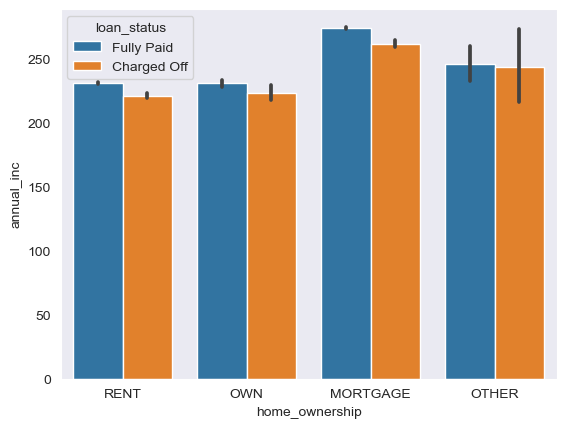 loan_status
Fully Paid
Charged Off
annual_inc
250
200
150
100
50
0
RENT OWN MORTGAGE OTHER
home_ownership